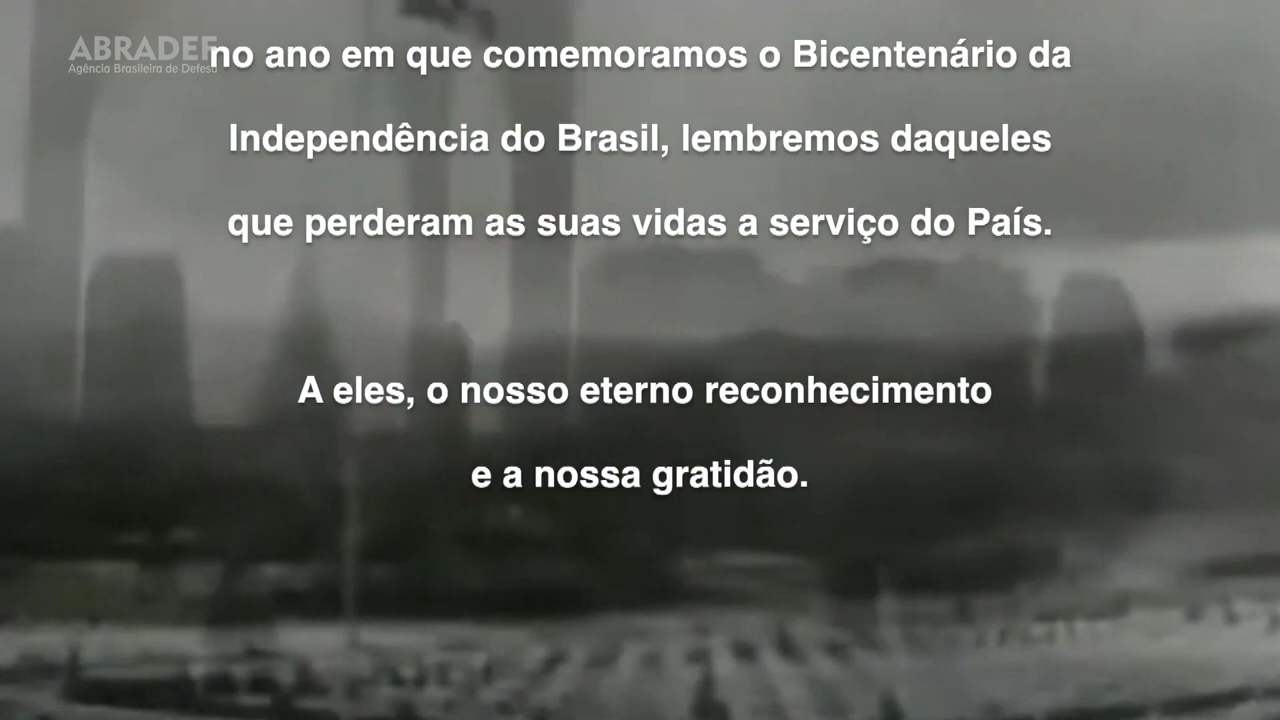 ABRADEF
Agência Brasileira de Defesa
no ano em que comemoramos o Bicentenário da
Independência do Brasil, lembremos daqueles
que perderam as suas vidas a serviço do País.
A eles, o nosso eterno reconhecimento
e a nossa gratidão.